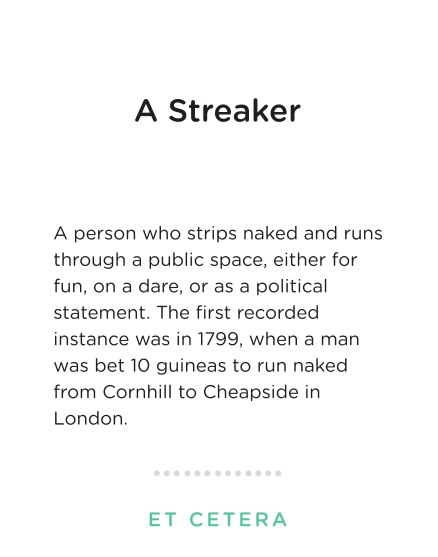 A Streaker
A person who strips naked and runs
through a public space, either for
fun, on a dare, or as a political
statement. The first recorded
instance was in 1799, when a man
was bet 10 guineas to run naked
from Cornhill to Cheapside in
London.
ET CETERA